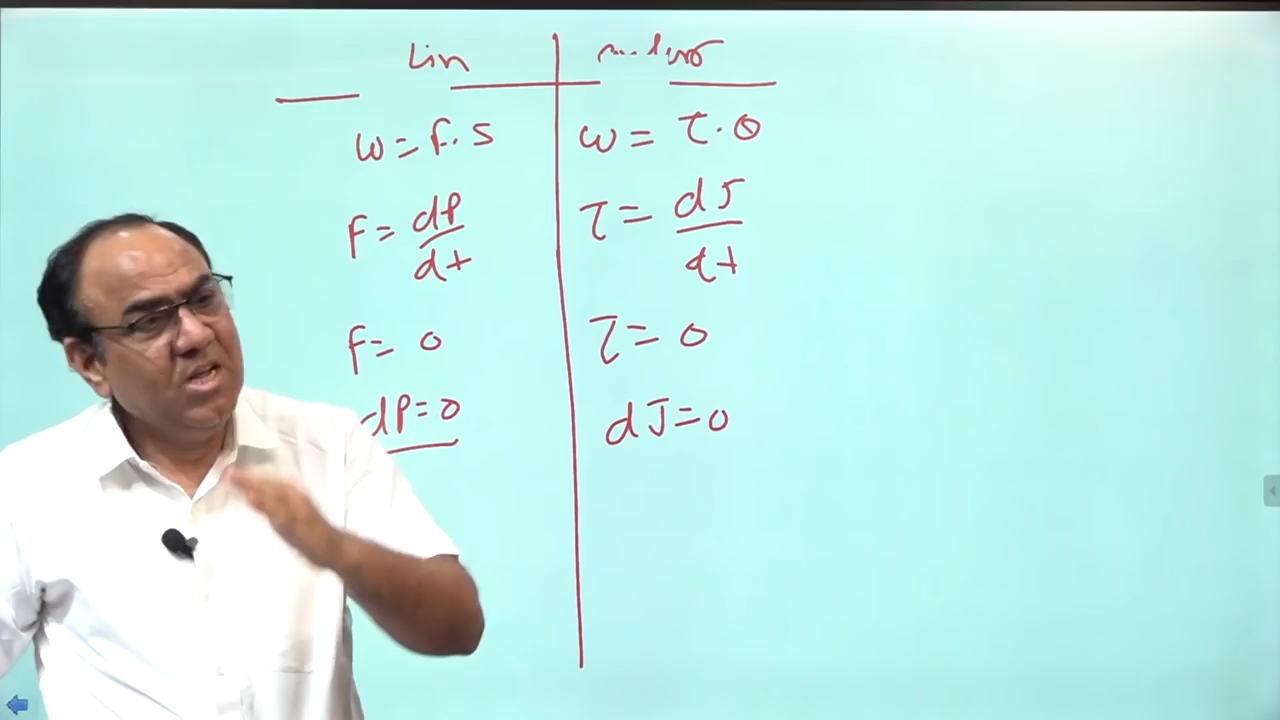 Lin
W = F. S
W = τ. θ
F = dP/dt
τ = dJ/dt
F = 0
τ = 0
dP = 0
dJ = 0